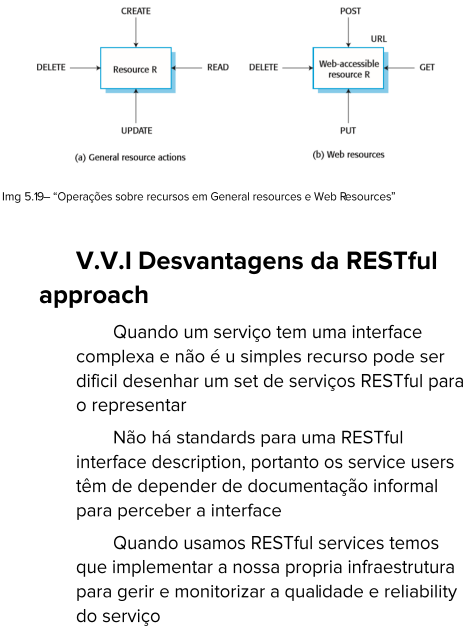 CREATE
DELETE
Resource R
READ
UPDATE
(a) General resource actions
POST
URL
DELETE
Web-accessible
resource R
GET
PUT
(b) Web resources
Img 5.19– “Operações sobre recursos em General resources e Web Resources”
V.V.I Desvantagens da RESTful
approach
Quando um serviço tem uma interface
complexa e não é u simples recurso pode ser
dificil desenhar um set de serviços RESTful para
o representar
Não há standards para uma RESTful
interface description, portanto os service users
têm de depender de documentação informal
para perceber a interface
Quando usamos RESTful services temos
que implementar a nossa propria infraestrutura
para gerir e monitorizar a qualidade e reliability
do serviço